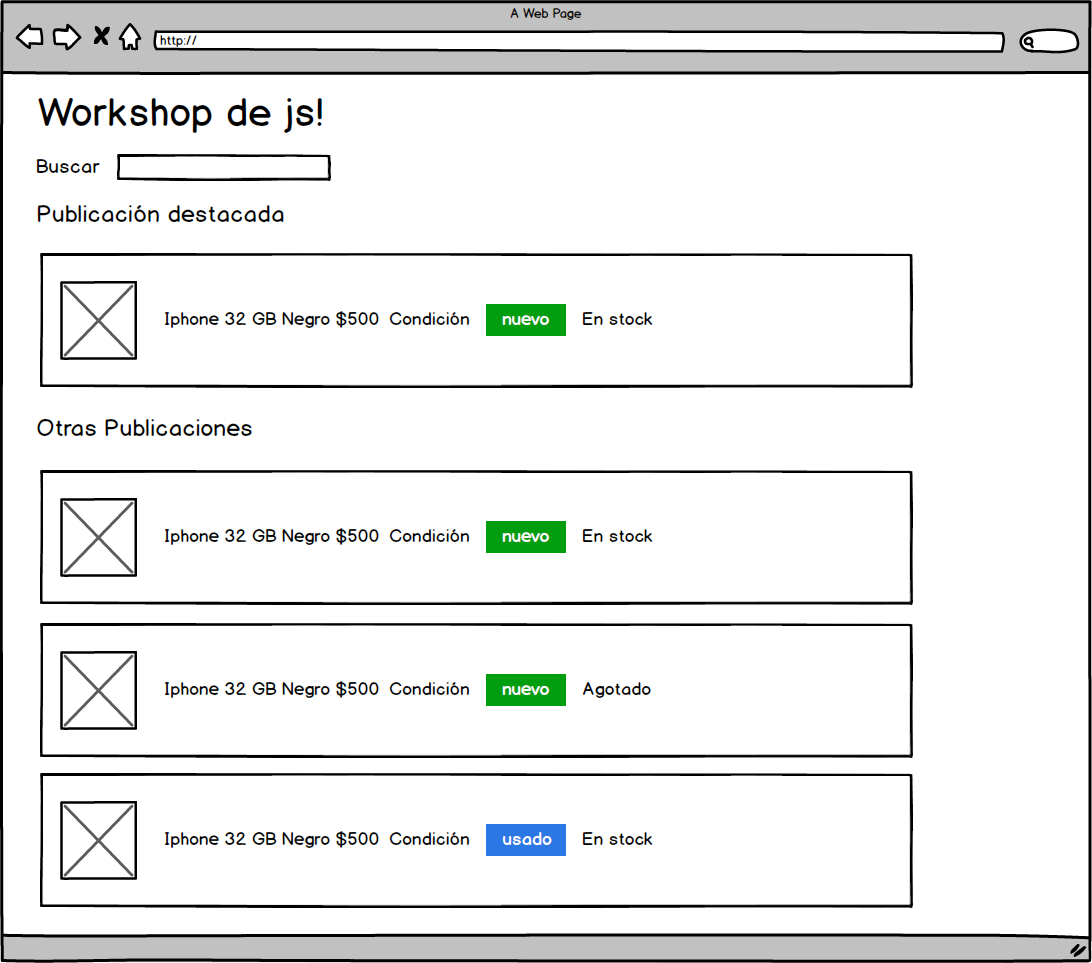 A Web Page
http://
Workshop de js!
Buscar
Publicación destacada
Iphone 32 GB Negro $500 Condición nuevo En stock
Otras Publicaciones
Iphone 32 GB Negro $500 Condición nuevo En stock
Iphone 32 GB Negro $500 Condición nuevo Agotado
Iphone 32 GB Negro $500 Condición usado En stock